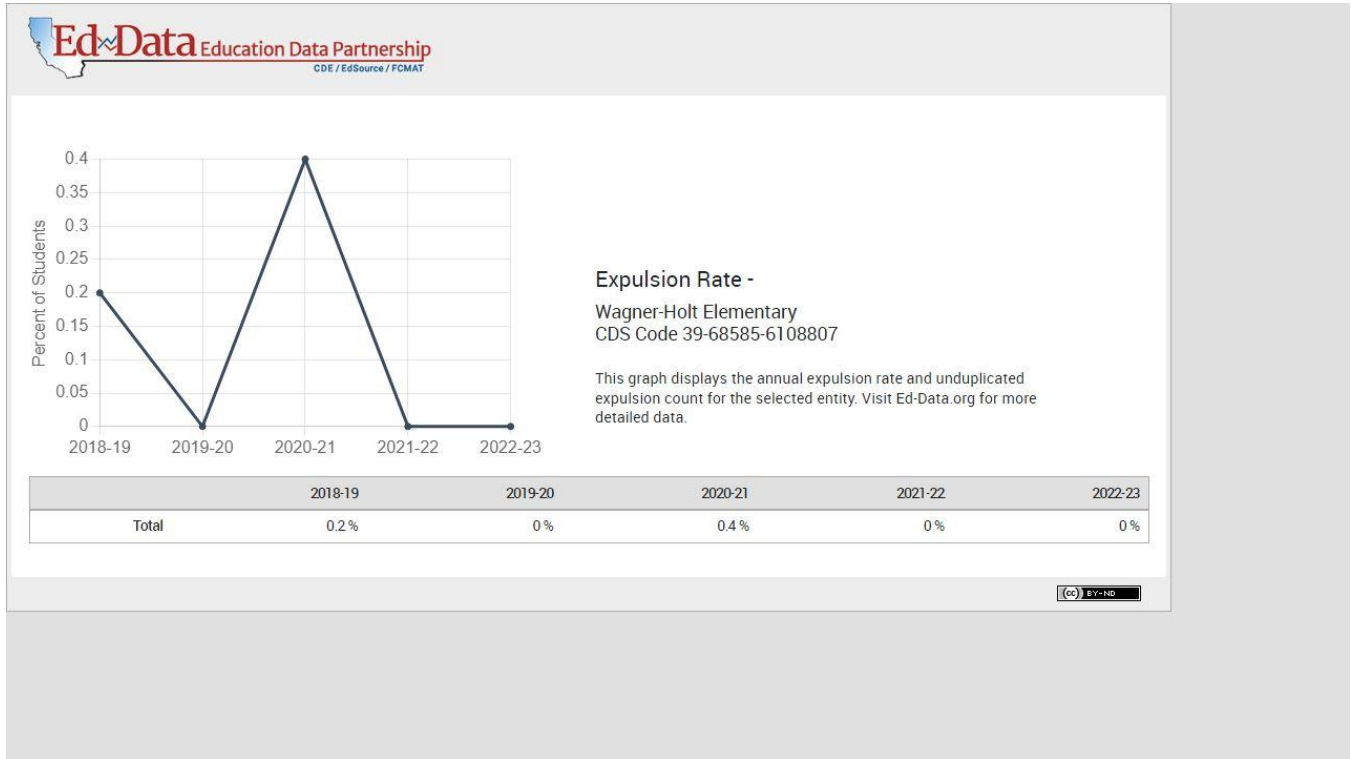 Ed Data Education Data Partnership
CDE / EdSource / FCMAT
0.4
0.35
0.3
0.25
0.2
0.15
0.1
0.05
0
Percent of Students
2018-19 2019-20 2020-21 2021-22 2022-23
Expulsion Rate -
Wagner-Holt Elementary
CDS Code 39-68585-6108807
This graph displays the annual expulsion rate and unduplicated
expulsion count for the selected entity. Visit Ed-Data.org for more
detailed data.
2018-19 2019-20 2020-21 2021-22 2022-23
Total 0.2 % 0 % 0.4 % 0 % 0 %
(cc) BY-ND